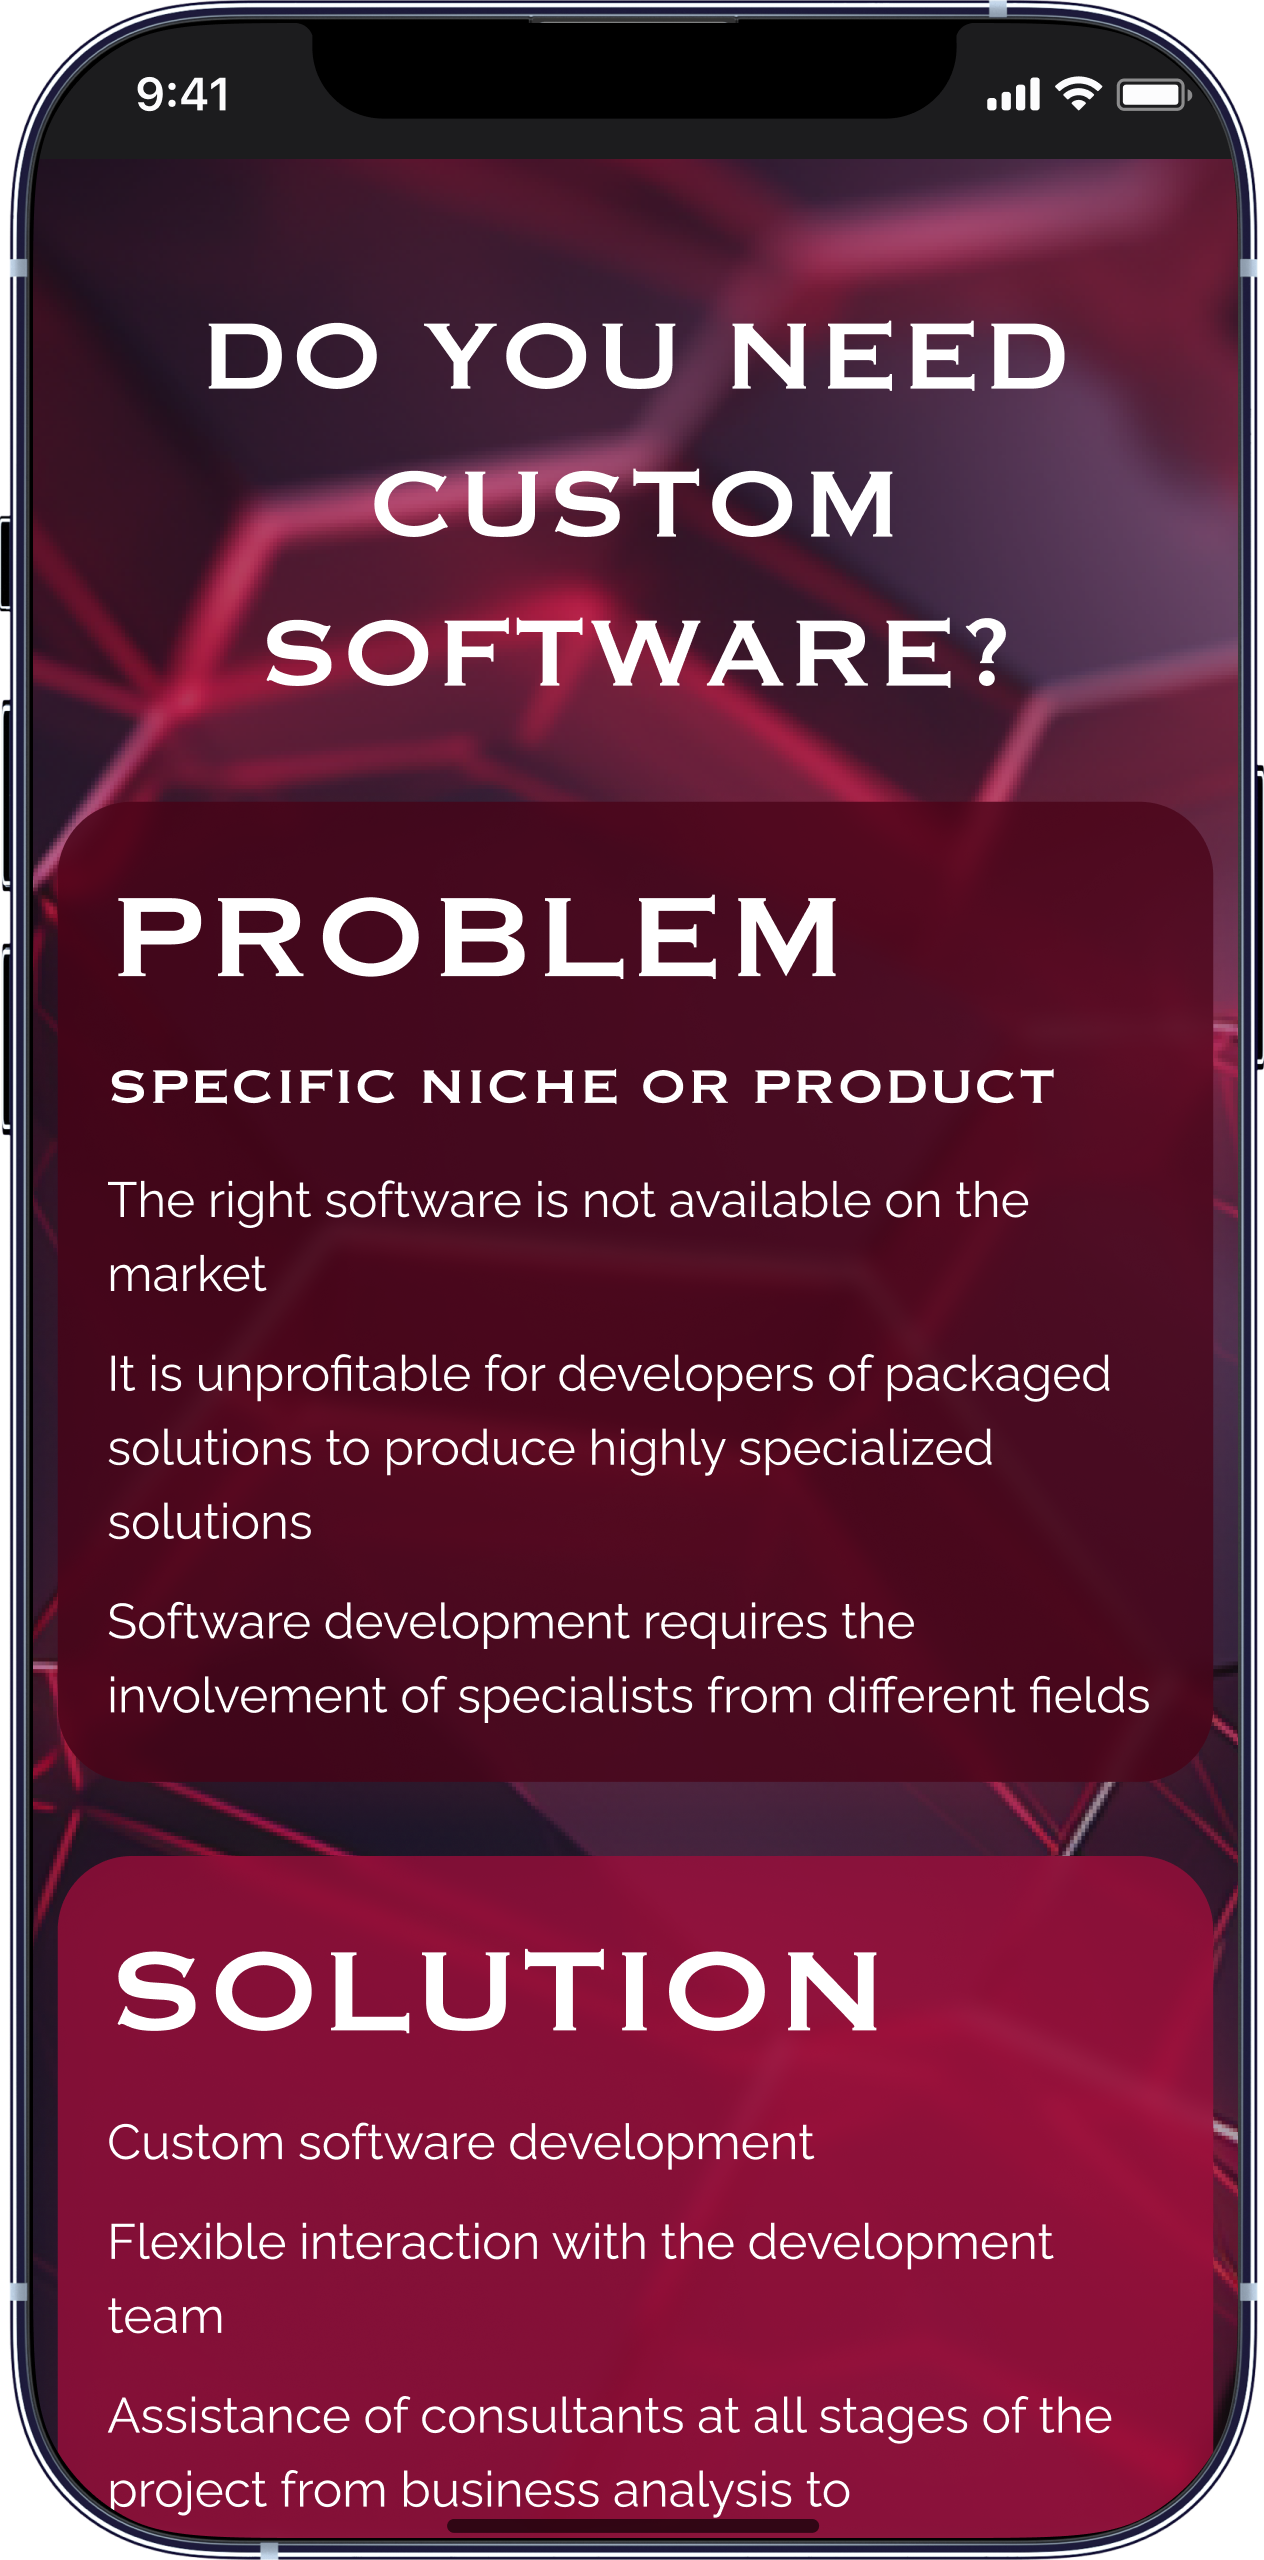 9:41
DO YOU NEED
CUSTOM
SOFTWARE?
PROBLEM
SPECIFIC NICHE OR PRODUCT
The right software is not available on the
market
It is unprofitable for developers of packaged
solutions to produce highly specialized
solutions
Software development requires the
involvement of specialists from different fields
SOLUTION
Custom software development
Flexible interaction with the development
team
Assistance of consultants at all stages of the
project from business analysis to